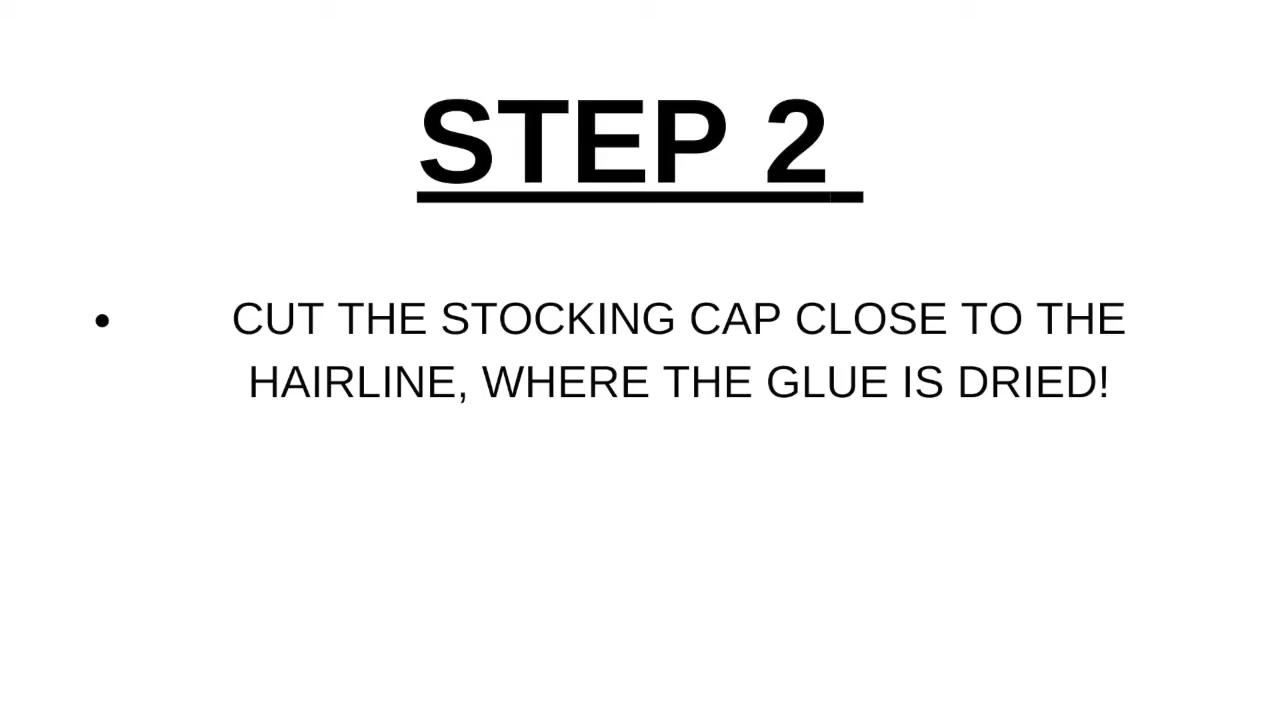 STEP 2
• CUT THE STOCKING CAP CLOSE TO THE
HAIRLINE, WHERE THE GLUE IS DRIED!